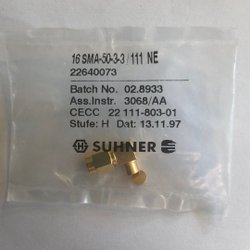 16 SMA-50-3-3 / 111 NE
22640073
Batch No. 02.8933
Ass.Instr. 3068/AA
CECC 22 111-803-01
Stufe: H Dat: 13.11.97
H SUHNER